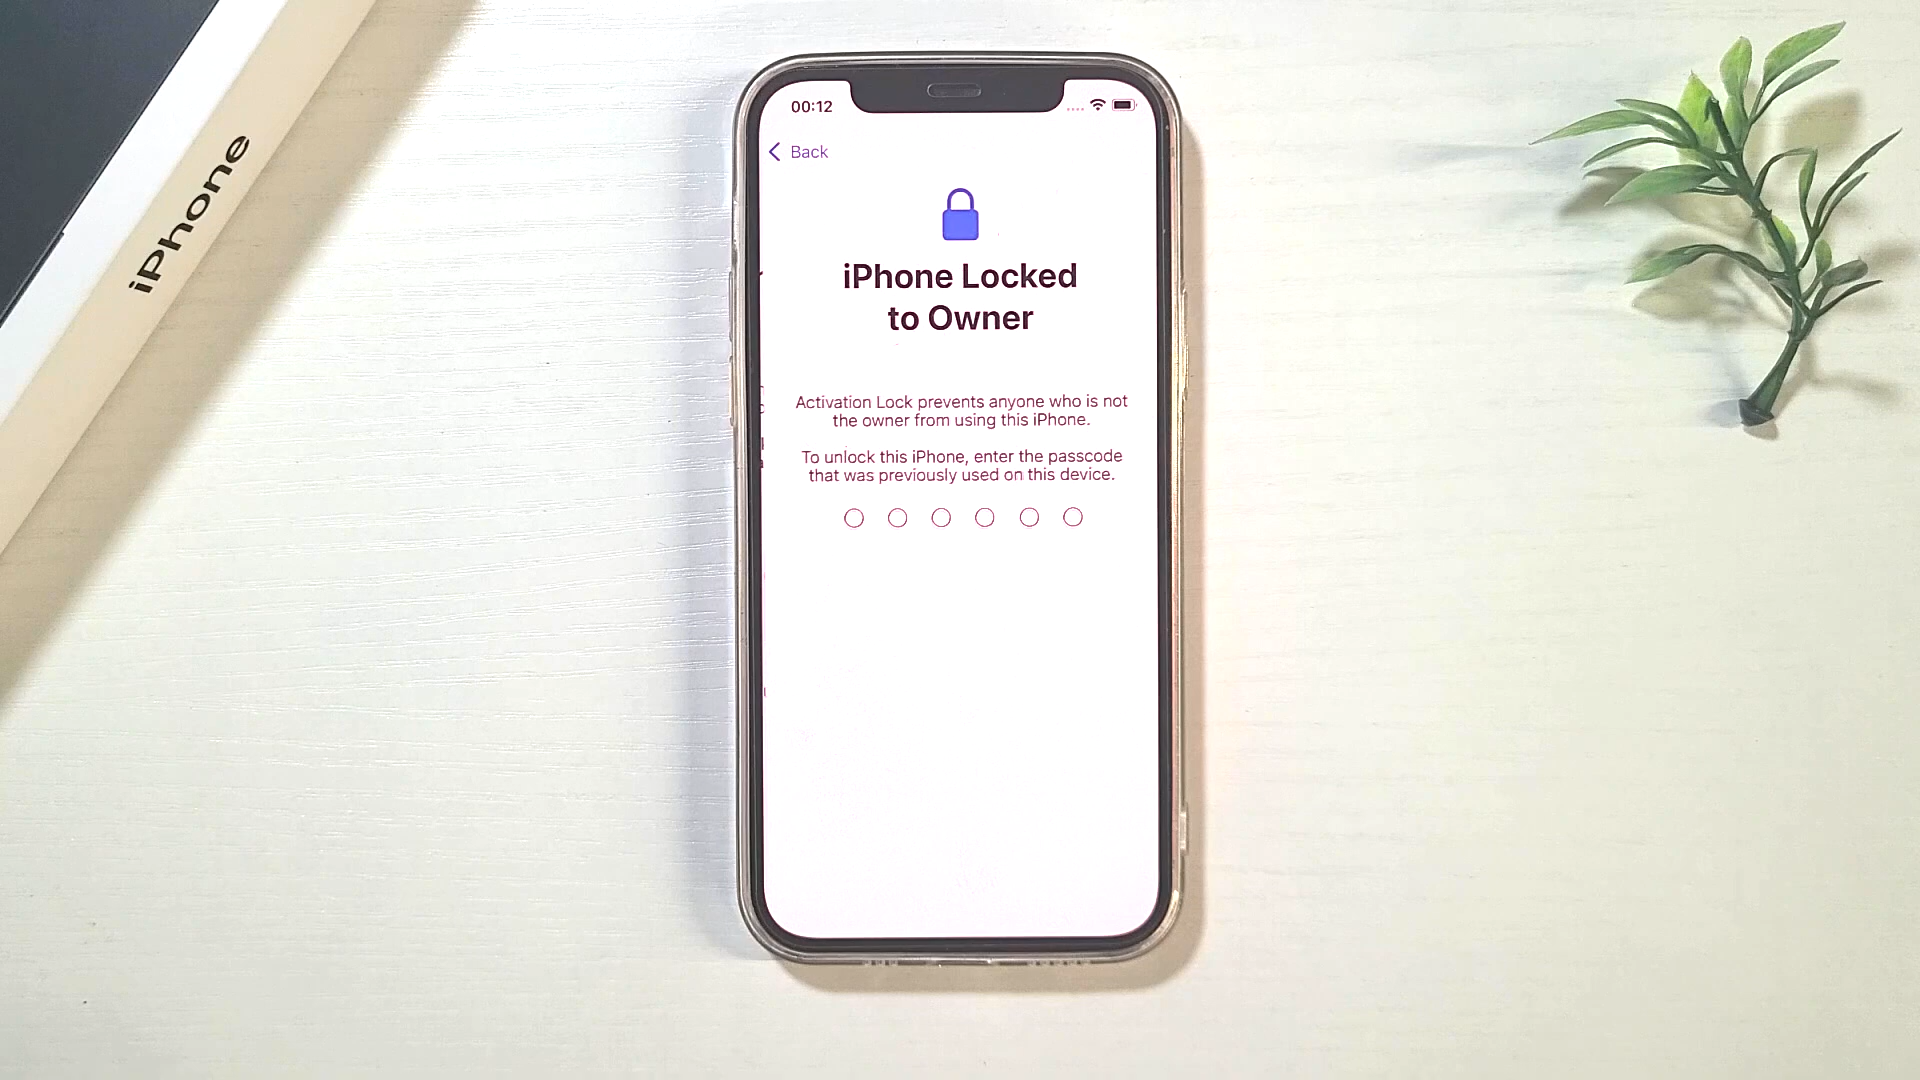 iPhone
00:12
Back
iPhone Locked
to Owner
Activation Lock prevents anyone who is not
the owner from using this iPhone.
To unlock this iPhone, enter the passcode
that was previously used on this device.